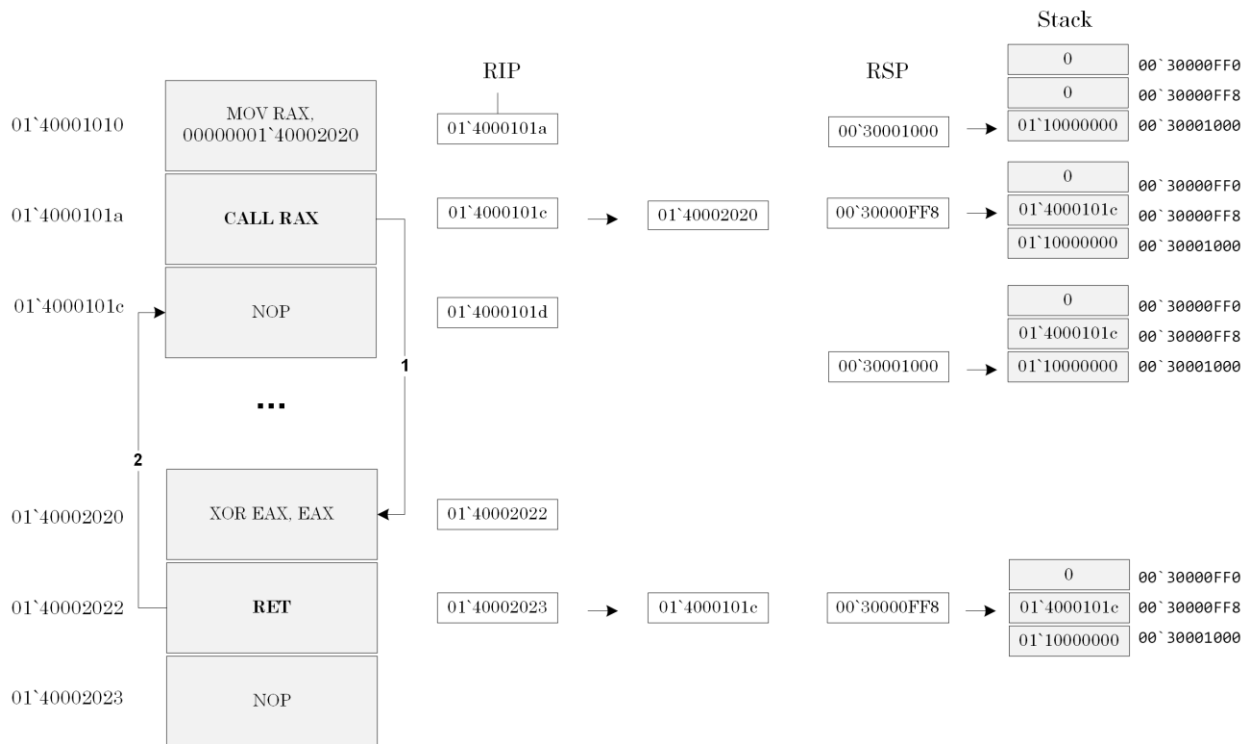 Stack
RIP
RSP
0
00`30000FF0
0
00`30000FF8
01`10000000
00`30001000
01`40001010
MOV RAX,
00000001`40002020
01`4000101a
00`30001000
01`4000101a
CALL RAX
01`4000101c
01`40002020
00`30000FF8
0
00`30000FF0
01`4000101c
00`30000FF8
01`10000000
00`30001000
01`4000101c
NOP
01`4000101d
0
00`30000FF0
01`4000101c
00`30000FF8
00`30001000
01`10000000
00`30001000
1
...
2
01`40002020
XOR EAX, EAX
01`40002022
01`40002022
RET
01`40002023
01`4000101c
00`30000FF8
0
00`30000FF0
01`4000101c
00`30000FF8
01`10000000
00`30001000
01`40002023
NOP